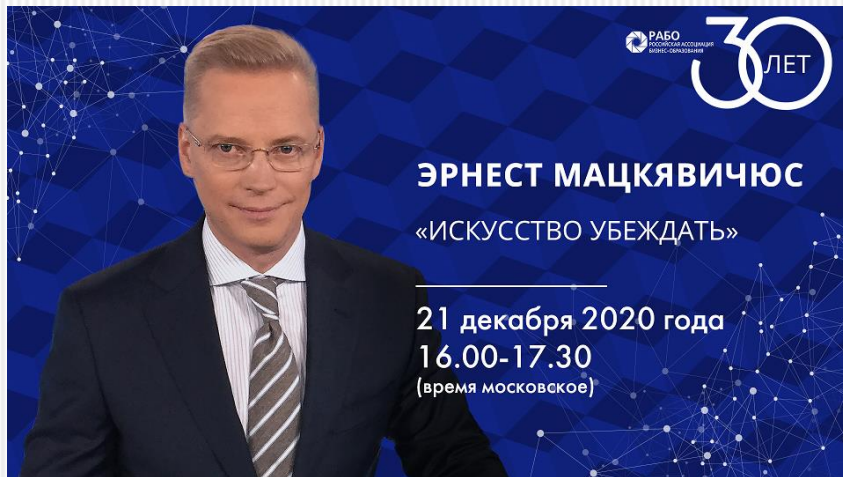 РАБО
РОССИЙСКАЯ АССОЦИАЦИЯ
БИЗНЕС-ОБРАЗОВАНИЯ
30
ЛЕТ
ЭРНЕСТ МАЦКЯВИЧЮС
«ИСКУССТВО УБЕЖДАТЬ»
21 декабря 2020 года
16.00-17.30
(время московское)